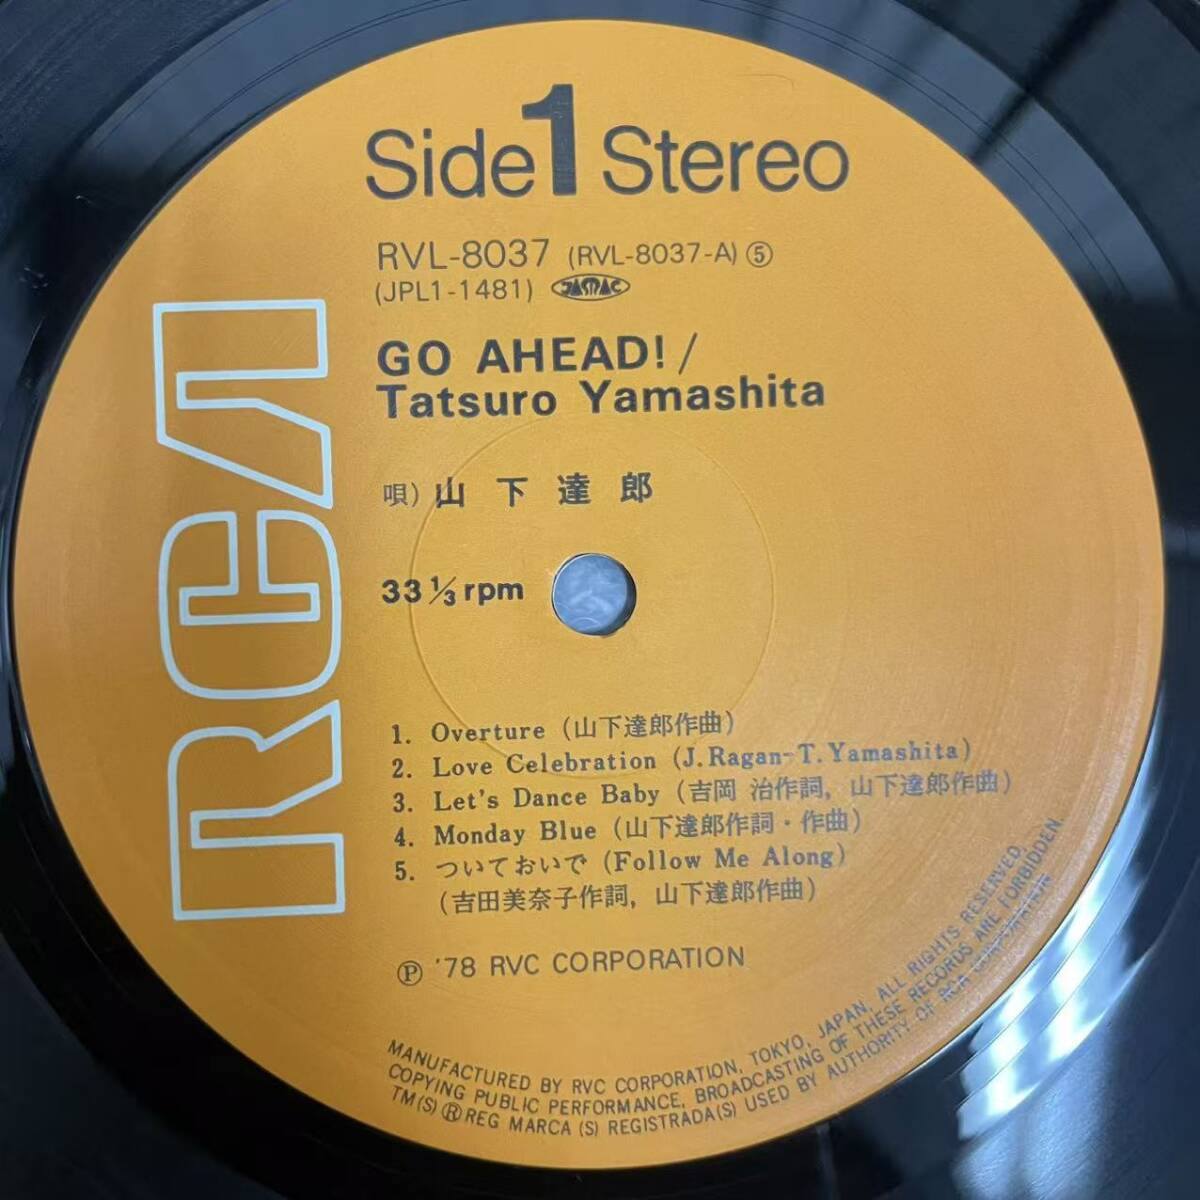 RCA
Side 1 Stereo
RVL-8037 (RVL-8037-A) ⑤
(JPL1-1481) JASRAC
GO AHEAD! /
Tatsuro Yamashita
唄) 山下達郎
33 1/3 rpm
1. Overture (山下達郎作曲)
2. Love Celebration (J. Ragan-T. Yamashita)
3. Let's Dance Baby (吉岡 治作詞, 山下達郎作曲)
4. Monday Blue (山下達郎作詞・作曲)
5. ついておいで (Follow Me Along)
(吉田美奈子作詞, 山下達郎作曲)
Ⓟ '78 RVC CORPORATION
MANUFACTURED BY RVC CORPORATION, TOKYO, JAPAN, ALL RIGHTS RESERVED,
COPYING PUBLIC PERFORMANCE, BROADCASTING OF THESE RECORDS ARE FORBIDDEN.
TM(S) ® REG MARCA (S) REGISTRADA(S) USED BY AUTHORITY OF RCA CORPORATION